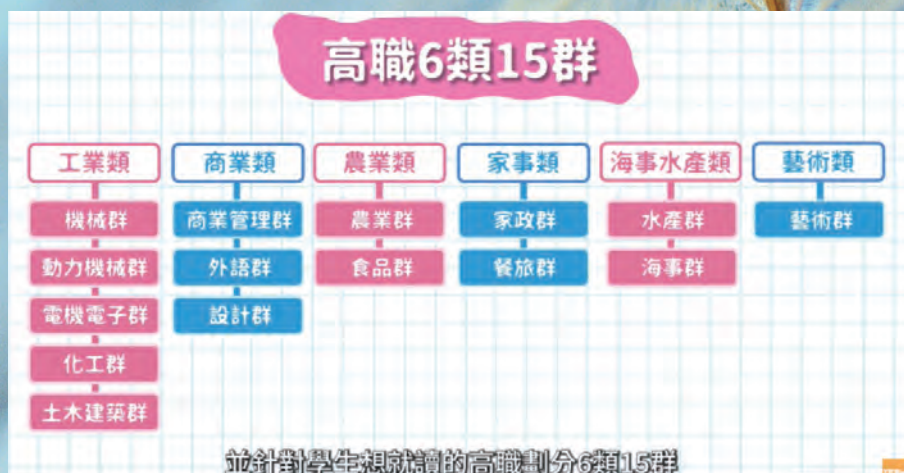 高職6類15群
工業類
機械群
動力機械群
電機電子群
化工群
土木建築群
商業類
商業管理群
外語群
設計群
農業類
農業群
食品群
家事類
家政群
餐旅群
海事水產類
水產群
海事群
藝術類
藝術群
並針對學生想就讀的高職劃分6類15群